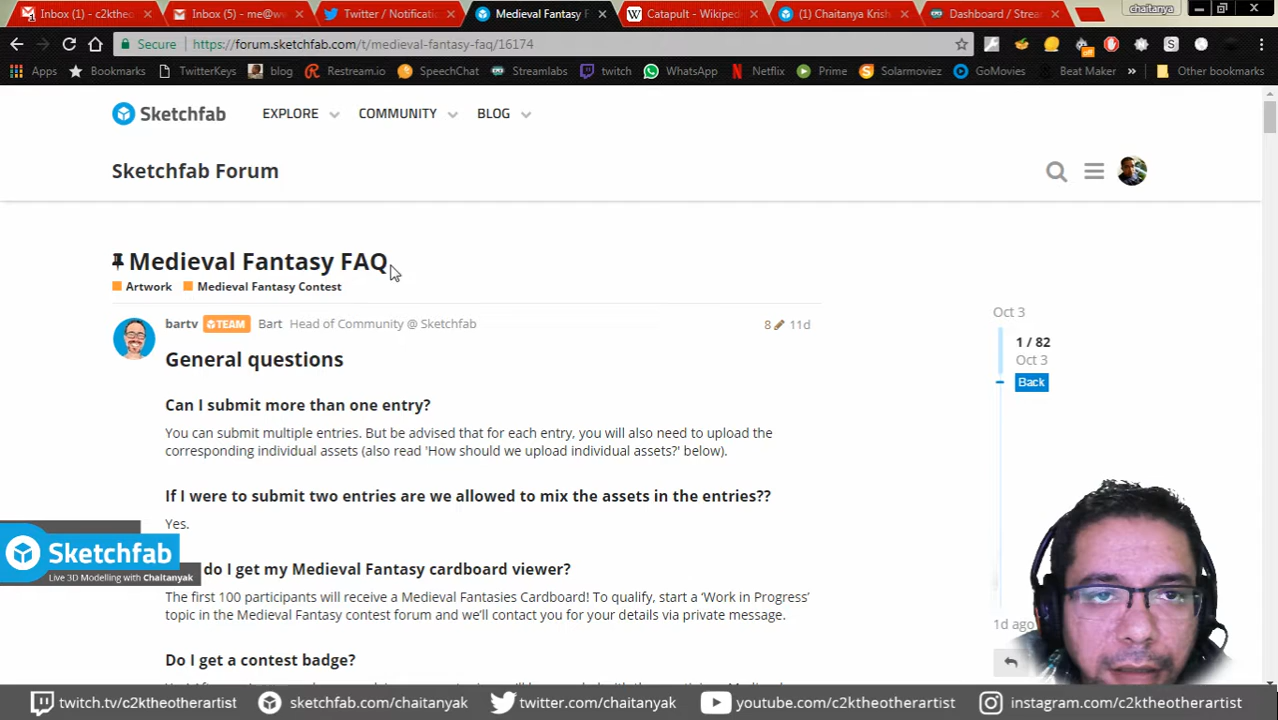 Inbox (1) - c2kthe
Inbox (5) - me@ww
Twitter / Notificati
Medieval Fantasy F
Catapult - Wikiped
(1) Chaitanya Krish
Dashboard / Strea
chaitanya
Secure
https://forum.sketchfab.com/t/medieval-fantasy-faq/16174
Apps
Bookmarks
TwitterKeys
blog
Restream.io
SpeechChat
Streamlabs
twitch
WhatsApp
Netflix
Prime
Solarmoviez
GoMovies
Beat Maker
»
Other bookmarks
Sketchfab
EXPLORE
COMMUNITY
BLOG
Sketchfab Forum
Medieval Fantasy FAQ
Artwork
Medieval Fantasy Contest
bartv TEAM Bart Head of Community @ Sketchfab
8 11d
General questions
Can I submit more than one entry?
You can submit multiple entries. But be advised that for each entry, you will also need to upload the
corresponding individual assets (also read 'How should we upload individual assets?' below).
If I were to submit two entries are we allowed to mix the assets in the entries??
Yes.
do I get my Medieval Fantasy cardboard viewer?
The first 100 participants will receive a Medieval Fantasies Cardboard! To qualify, start a 'Work in Progress'
topic in the Medieval Fantasy contest forum and we'll contact you for your details via private message.
Do I get a contest badge?
Oct 3
1 / 82
Oct 3
Back
1d ago
Sketchfab
Live 3D Modelling with Chaitanyak
twitch.tv/c2ktheotherartist
sketchfab.com/chaitanyak
twitter.com/chaitanyak
youtube.com/c2ktheotherartist
instagram.com/c2ktheotherartist